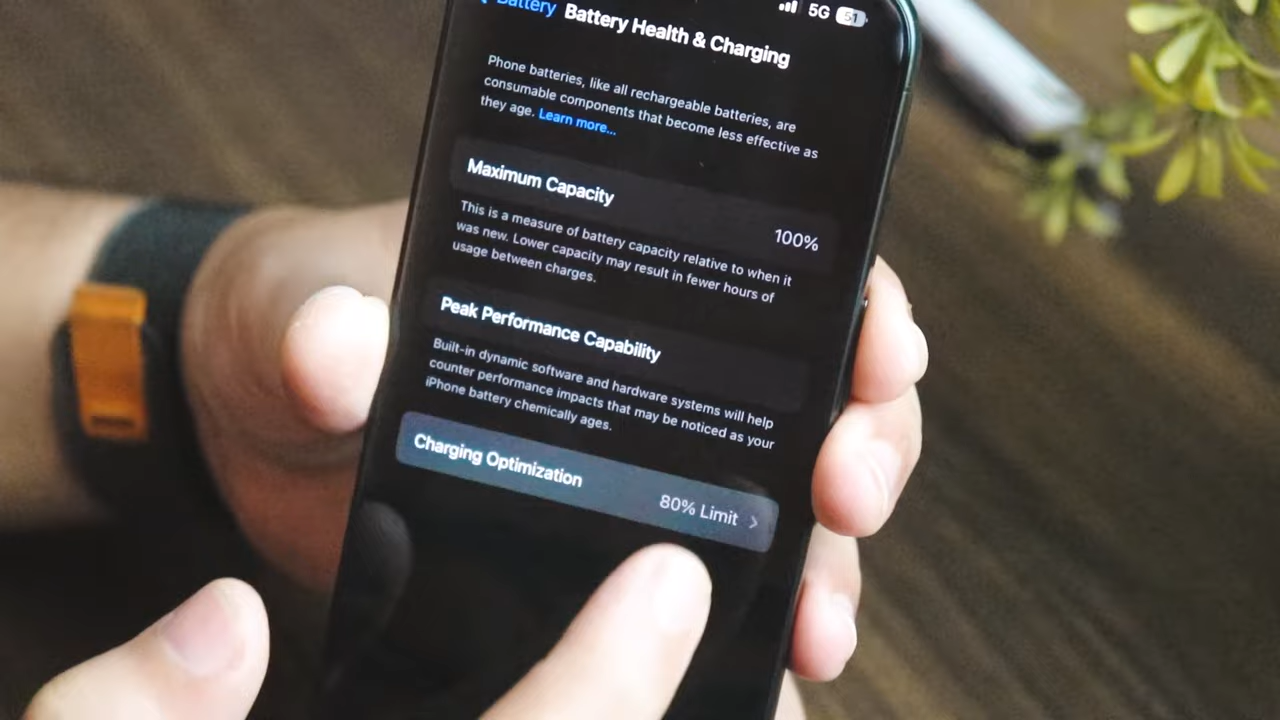 Battery Battery Health & Charging 5G 51
Phone batteries, like all rechargeable batteries, are
consumable components that become less effective as
they age. Learn more...
Maximum Capacity 100%
This is a measure of battery capacity relative to when it
was new. Lower capacity may result in fewer hours of
usage between charges.
Peak Performance Capability
Built-in dynamic software and hardware systems will help
counter performance impacts that may be noticed as your
iPhone battery chemically ages.
Charging Optimization 80% Limit